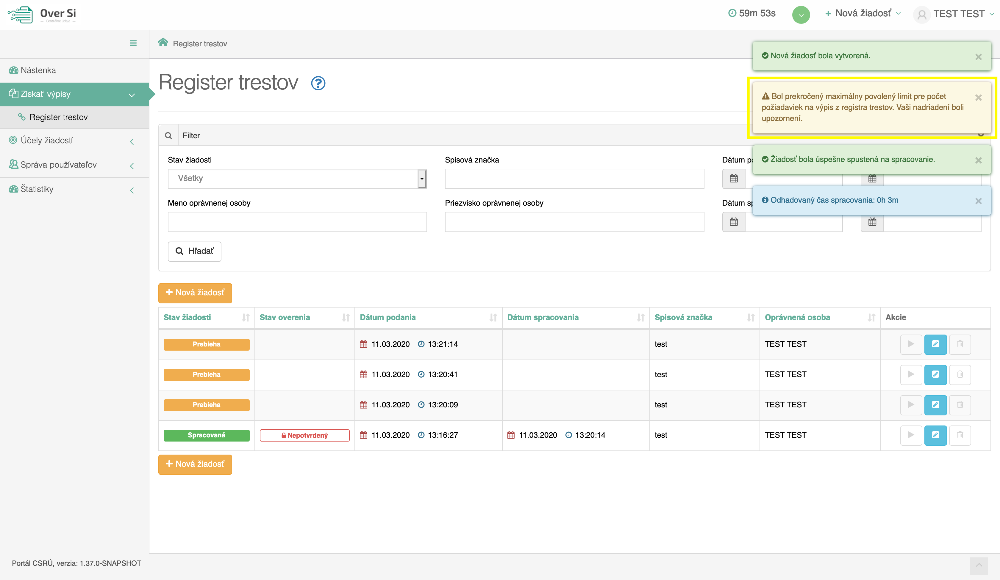 Over Si
Centrálne údaje
59m 53s
Nová žiadosť
TEST TEST
Register trestov
Nástenka
Získať výpisy
Register trestov
Účely žiadostí
Správa používateľov
Štatistiky
Register trestov
Nová žiadosť bola vytvorená.
Bol prekročený maximálny povolený limit pre počet
požiadaviek na výpis z registra trestov. Vaši nadriadení boli
upozornení.
Žiadosť bola úspešne spustená na spracovanie.
Odhadovaný čas spracovania: 0h 3m
Filter
Stav žiadosti
Spisová značka
Dátum
Všetky
Meno oprávnenej osoby
Priezvisko oprávnenej osoby
Dátum
Hľadať
Nová žiadosť
Stav žiadosti Stav overenia Dátum podania Dátum spracovania Spisová značka Oprávnená osoba Akcie
Prebieha 11.03.2020 13:21:14 test TEST TEST
Prebieha 11.03.2020 13:20:41 test TEST TEST
Prebieha 11.03.2020 13:20:09 test TEST TEST
Spracovaná Nepotvrdený 11.03.2020 13:16:27 11.03.2020 13:20:14 test TEST TEST
Nová žiadosť
Portál CSRÚ, verzia: 1.37.0-SNAPSHOT